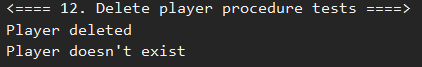 <==== 12. Delete player procedure tests ====>
Player deleted
Player doesn't exist